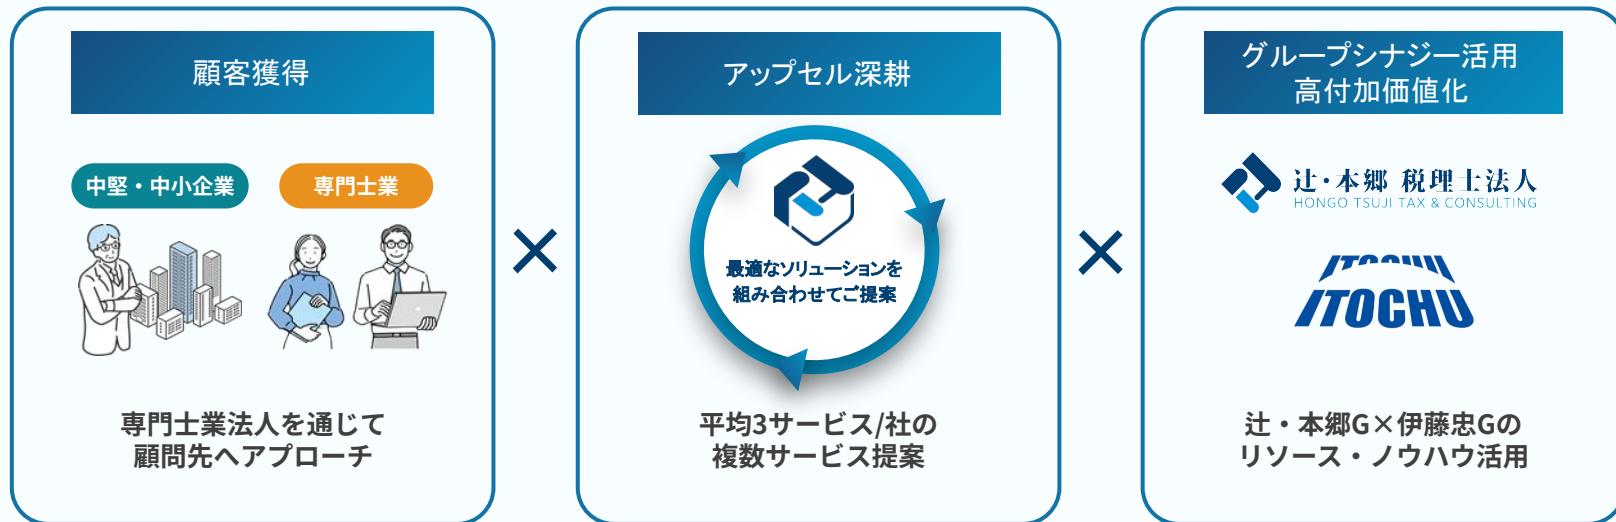 顧客獲得
中堅・中小企業
専門士業
専門士業法人を通じて
顧問先へアプローチ
×
アップセル深耕
最適なソリューションを
組み合わせてご提案
平均3サービス/社の
複数サービス提案
×
グループシナジー活用
高付加価値化
辻・本郷 税理士法人
HONGO TSUJI TAX & CONSULTING
ITOCHU
ITOCHU
辻・本郷G×伊藤忠Gの
リソース・ノウハウ活用